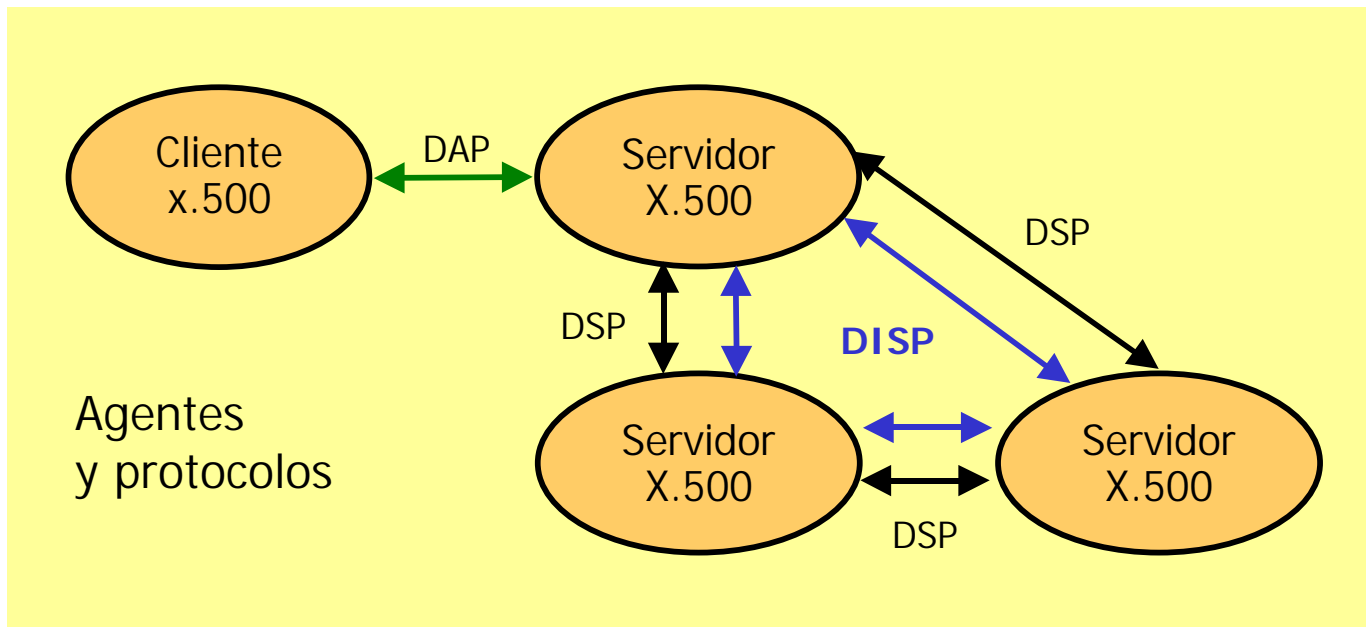 Cliente
x.500
DAP
Servidor
X.500
DSP
DSP
DISP
Agentes
y protocolos
Servidor
X.500
Servidor
X.500
DSP